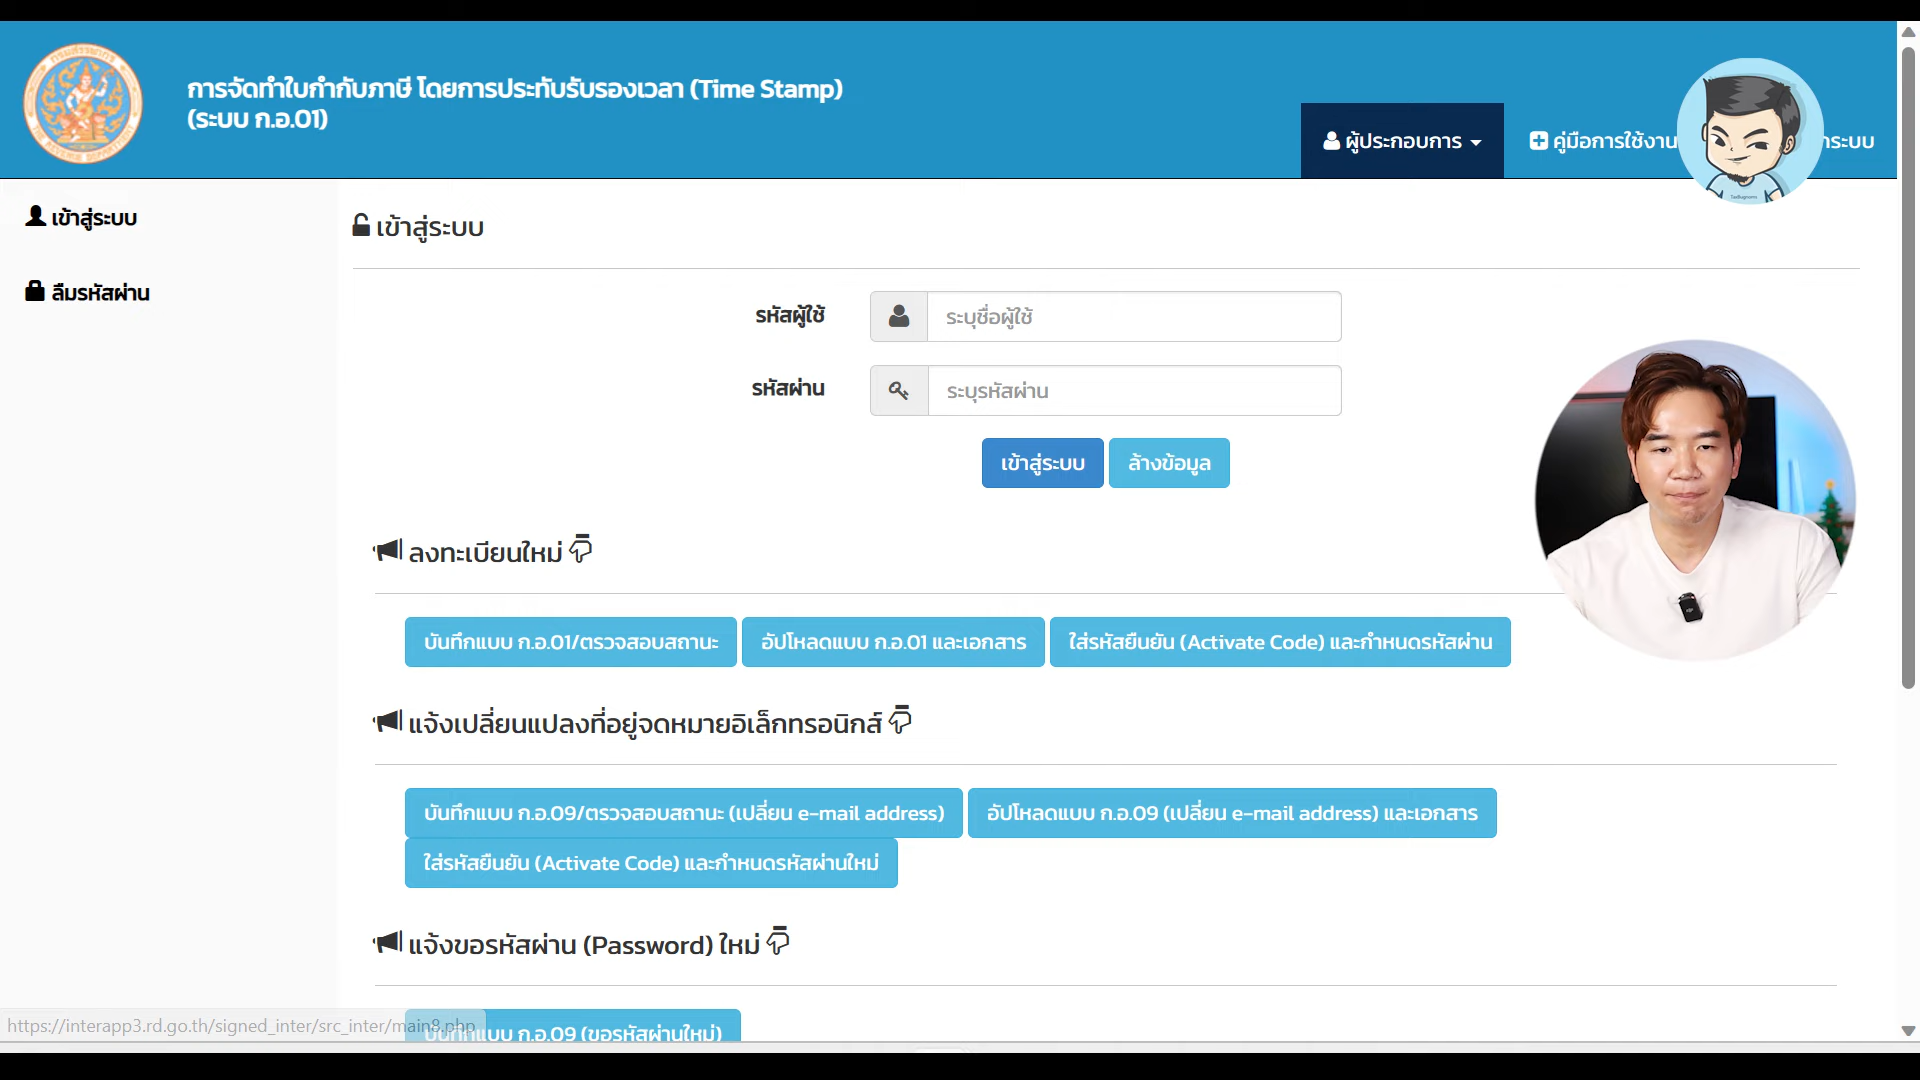 การจัดทำใบกำกับภาษี โดยการประทับรับรองเวลา (Time Stamp)
(ระบบ ก.อ.01)
ผู้ประกอบการ
คู่มือการใช้งาน
ระบบ
เข้าสู่ระบบ
ลืมรหัสผ่าน
เข้าสู่ระบบ
รหัสผู้ใช้
ระบุชื่อผู้ใช้
รหัสผ่าน
ระบุรหัสผ่าน
เข้าสู่ระบบ
ล้างข้อมูล
ลงทะเบียนใหม่
บันทึกแบบ ก.อ.01/ตรวจสอบสถานะ
อัปโหลดแบบ ก.อ.01 และเอกสาร
ใส่รหัสยืนยัน (Activate Code) และกำหนดรหัสผ่าน
แจ้งเปลี่ยนแปลงที่อยู่จดหมายอิเล็กทรอนิกส์
บันทึกแบบ ก.อ.09/ตรวจสอบสถานะ (เปลี่ยน e-mail address)
อัปโหลดแบบ ก.อ.09 (เปลี่ยน e-mail address) และเอกสาร
ใส่รหัสยืนยัน (Activate Code) และกำหนดรหัสผ่านใหม่
แจ้งขอรหัสผ่าน (Password) ใหม่
บันทึกแบบ ก.อ.09 (ขอรหัสผ่านใหม่)
https://interapp3.rd.go.th/signed_inter/src_inter/main8.php